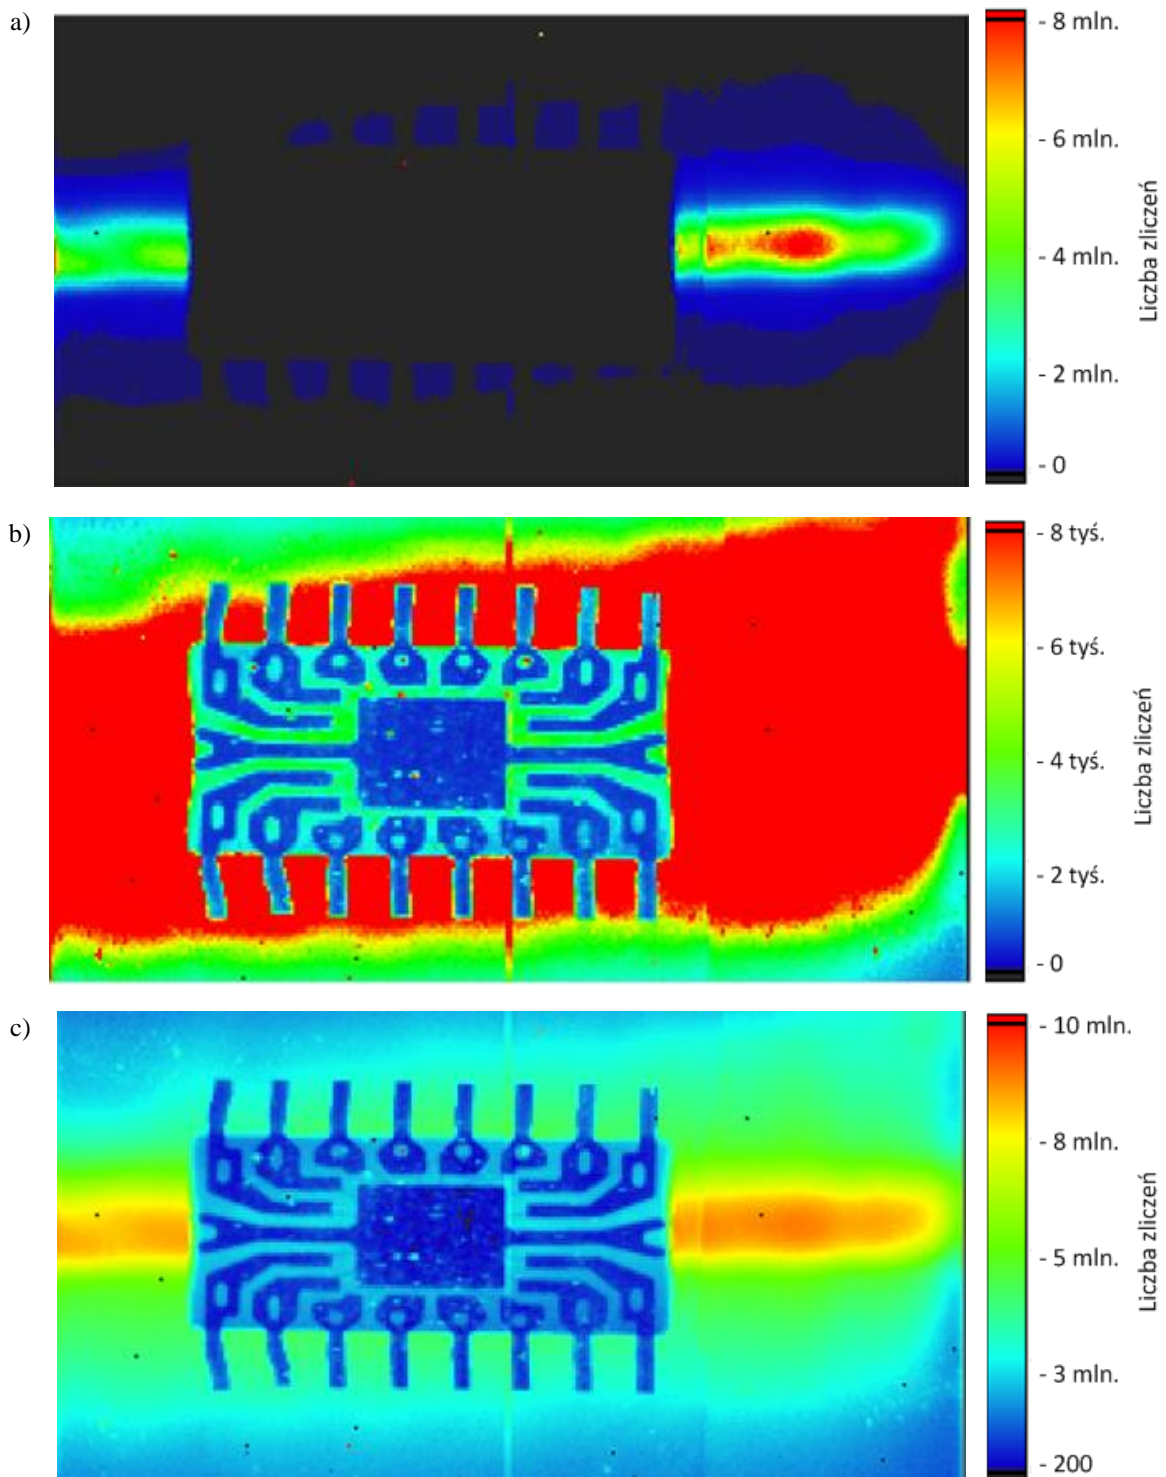 a)
- 8 mln.
- 6 mln.
- 4 mln.
- 2 mln.
- 0
Liczba zliczeń
b)
- 8 tyś.
- 6 tyś.
- 4 tyś.
- 2 tyś.
- 0
Liczba zliczeń
c)
- 10 mln.
- 8 mln.
- 5 mln.
- 3 mln.
- 200
Liczba zliczeń